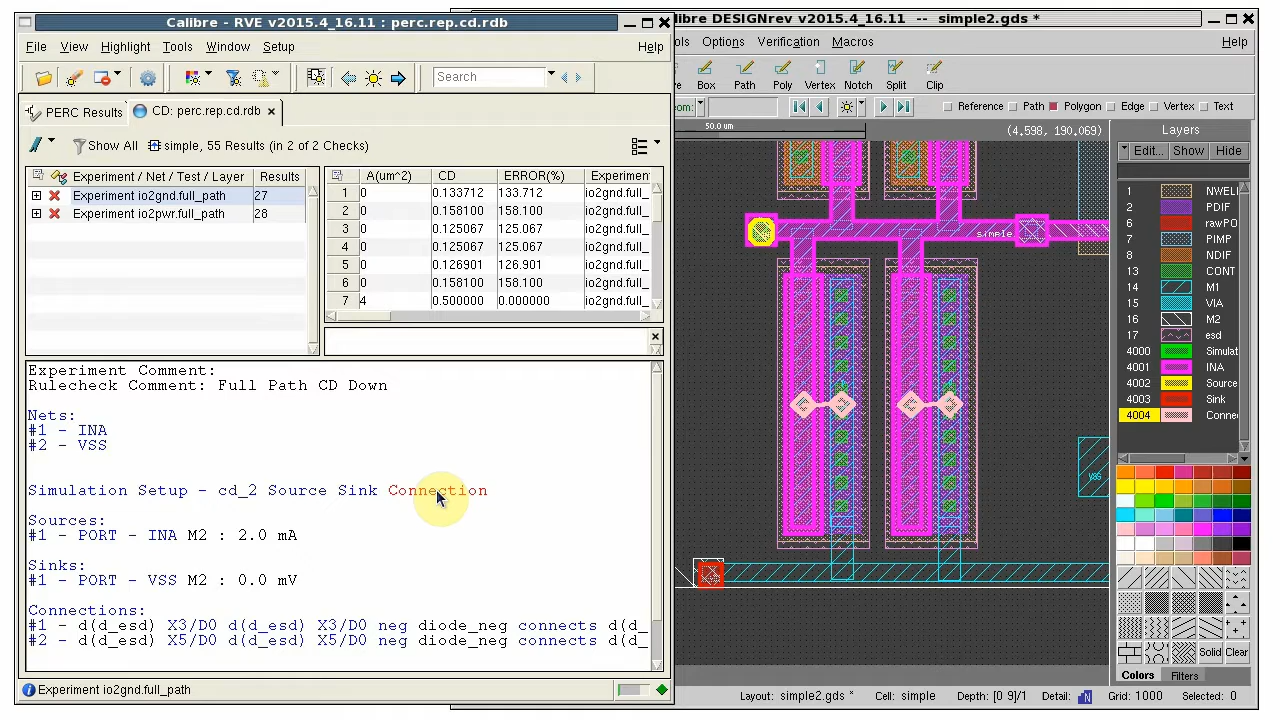 Calibre - RVE v2015.4_16.11 : perc.rep.cd.rdb
libre DESIGNrev v2015.4_16.11 -- simple2.gds *
File View Highlight Tools Window Setup Help
Options Verification Macros Help
Search
Box Path Poly Vertex Notch Split Clip
PERC Results CD: perc.rep.cd.rdb
Reference Path Polygon Edge Vertex Text
50.0 um (4.598, 190.069) Layers
Show All simple, 55 Results (in 2 of 2 Checks)
Edit... Show Hide
Experiment / Net / Test / Layer Results
Experiment io2gnd.full_path 27
Experiment io2pwr.full_path 28
A(um^2) CD ERROR(%) Experimen
1 0 0.133712 133.712 io2gnd.full_
2 0 0.158100 158.100 io2gnd.full_
3 0 0.125067 125.067 io2gnd.full_
4 0 0.125067 125.067 io2gnd.full_
5 0 0.126901 126.901 io2gnd.full_
6 0 0.158100 158.100 io2gnd.full_
7 4 0.500000 0.000000 io2gnd.full_
simple
VSS
1 NWELL
2 PDIF
6 rawPO
7 PIMP
8 NDIF
13 CONT
14 M1
15 VIA
16 M2
17 esd
4000 Simulat
4001 INA
4002 Source
4003 Sink
4004 Conne
Experiment Comment:
Rulecheck Comment: Full Path CD Down
Nets:
#1 - INA
#2 - VSS
Simulation Setup - cd_2 Source Sink Connection
Sources:
#1 - PORT - INA M2 : 2.0 mA
Sinks:
#1 - PORT - VSS M2 : 0.0 mV
Connections:
#1 - d(d_esd) X3/D0 d(d_esd) X3/D0 neg diode_neg connects d(d_
#2 - d(d_esd) X5/D0 d(d_esd) X5/D0 neg diode_neg connects d(d_
Solid Clear
Colors Filters
Experiment io2gnd.full_path
Layout: simple2.gds * Cell: simple Depth: [0 9]/1 Detail: Grid: 1000 Selected: 0